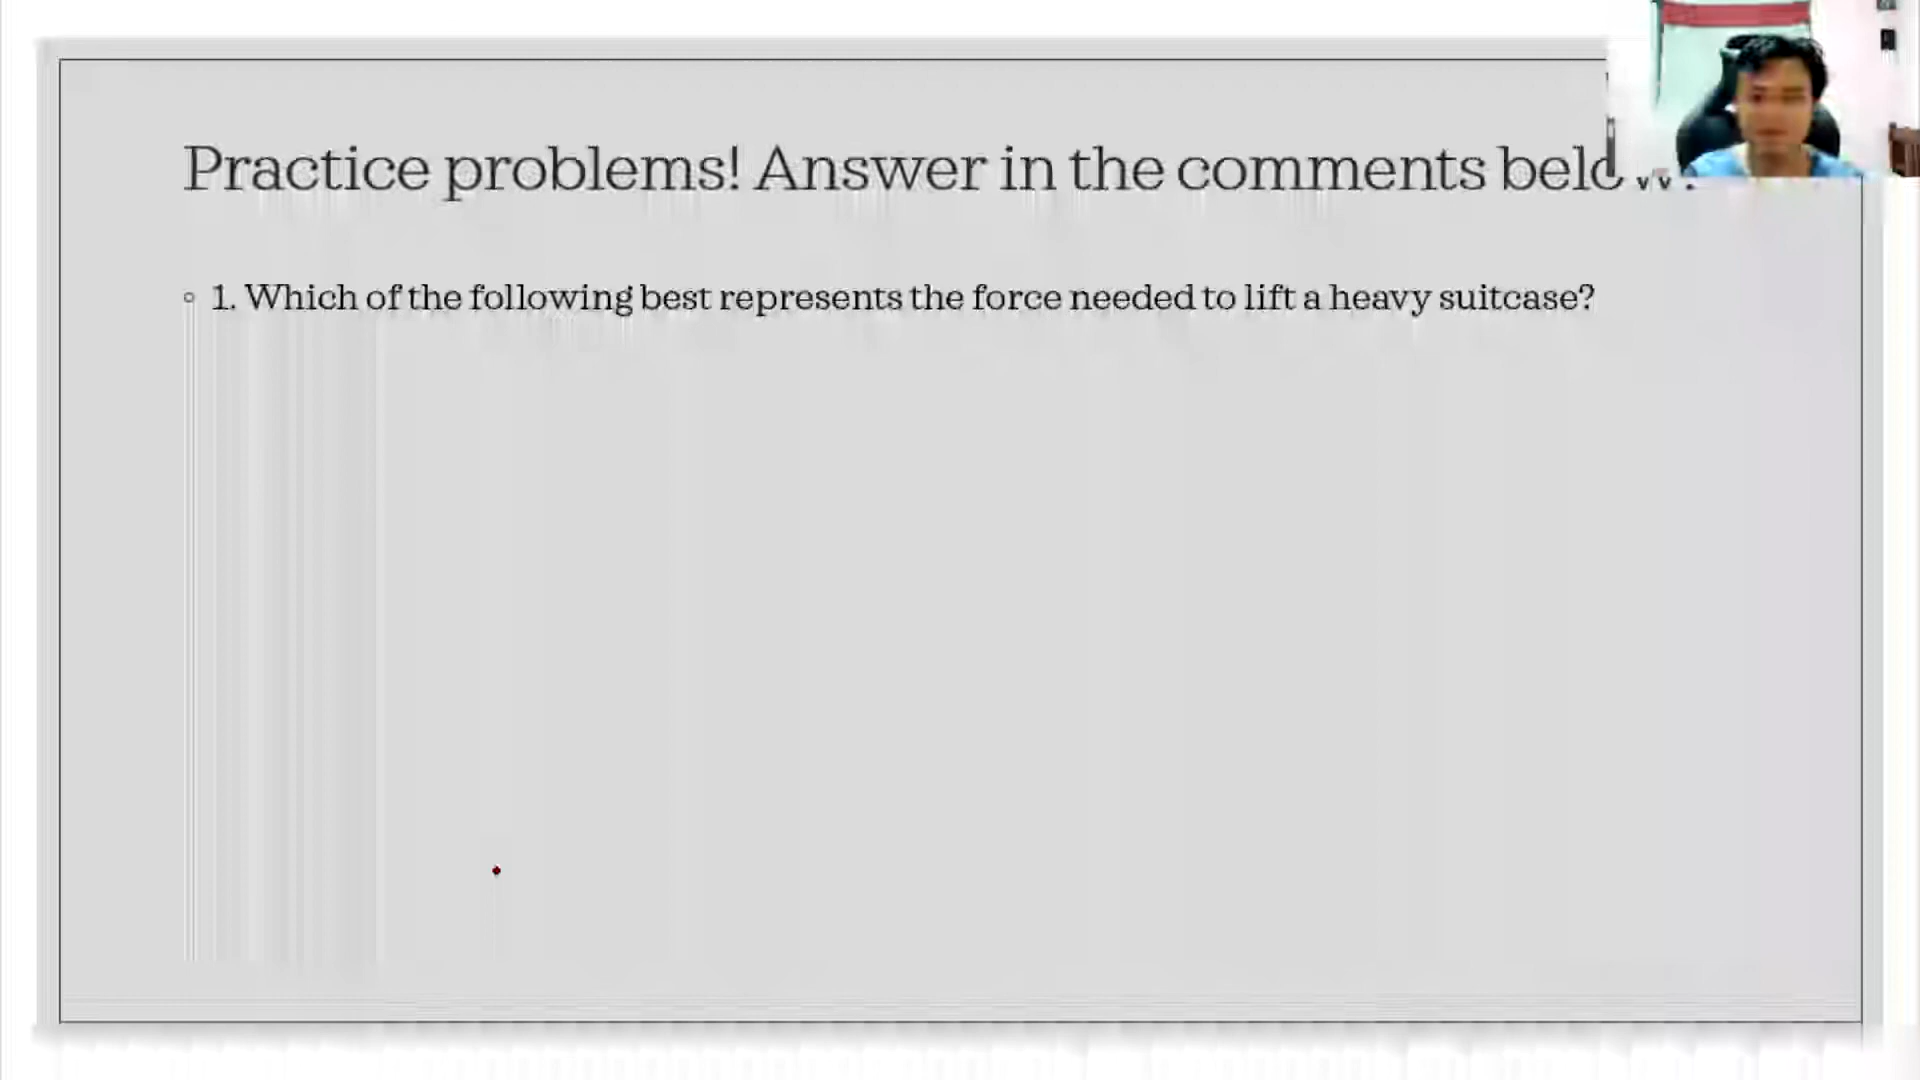 Practice problems! Answer in the comments
1. Which of the following best represents the force needed to lift a heavy suitcase?